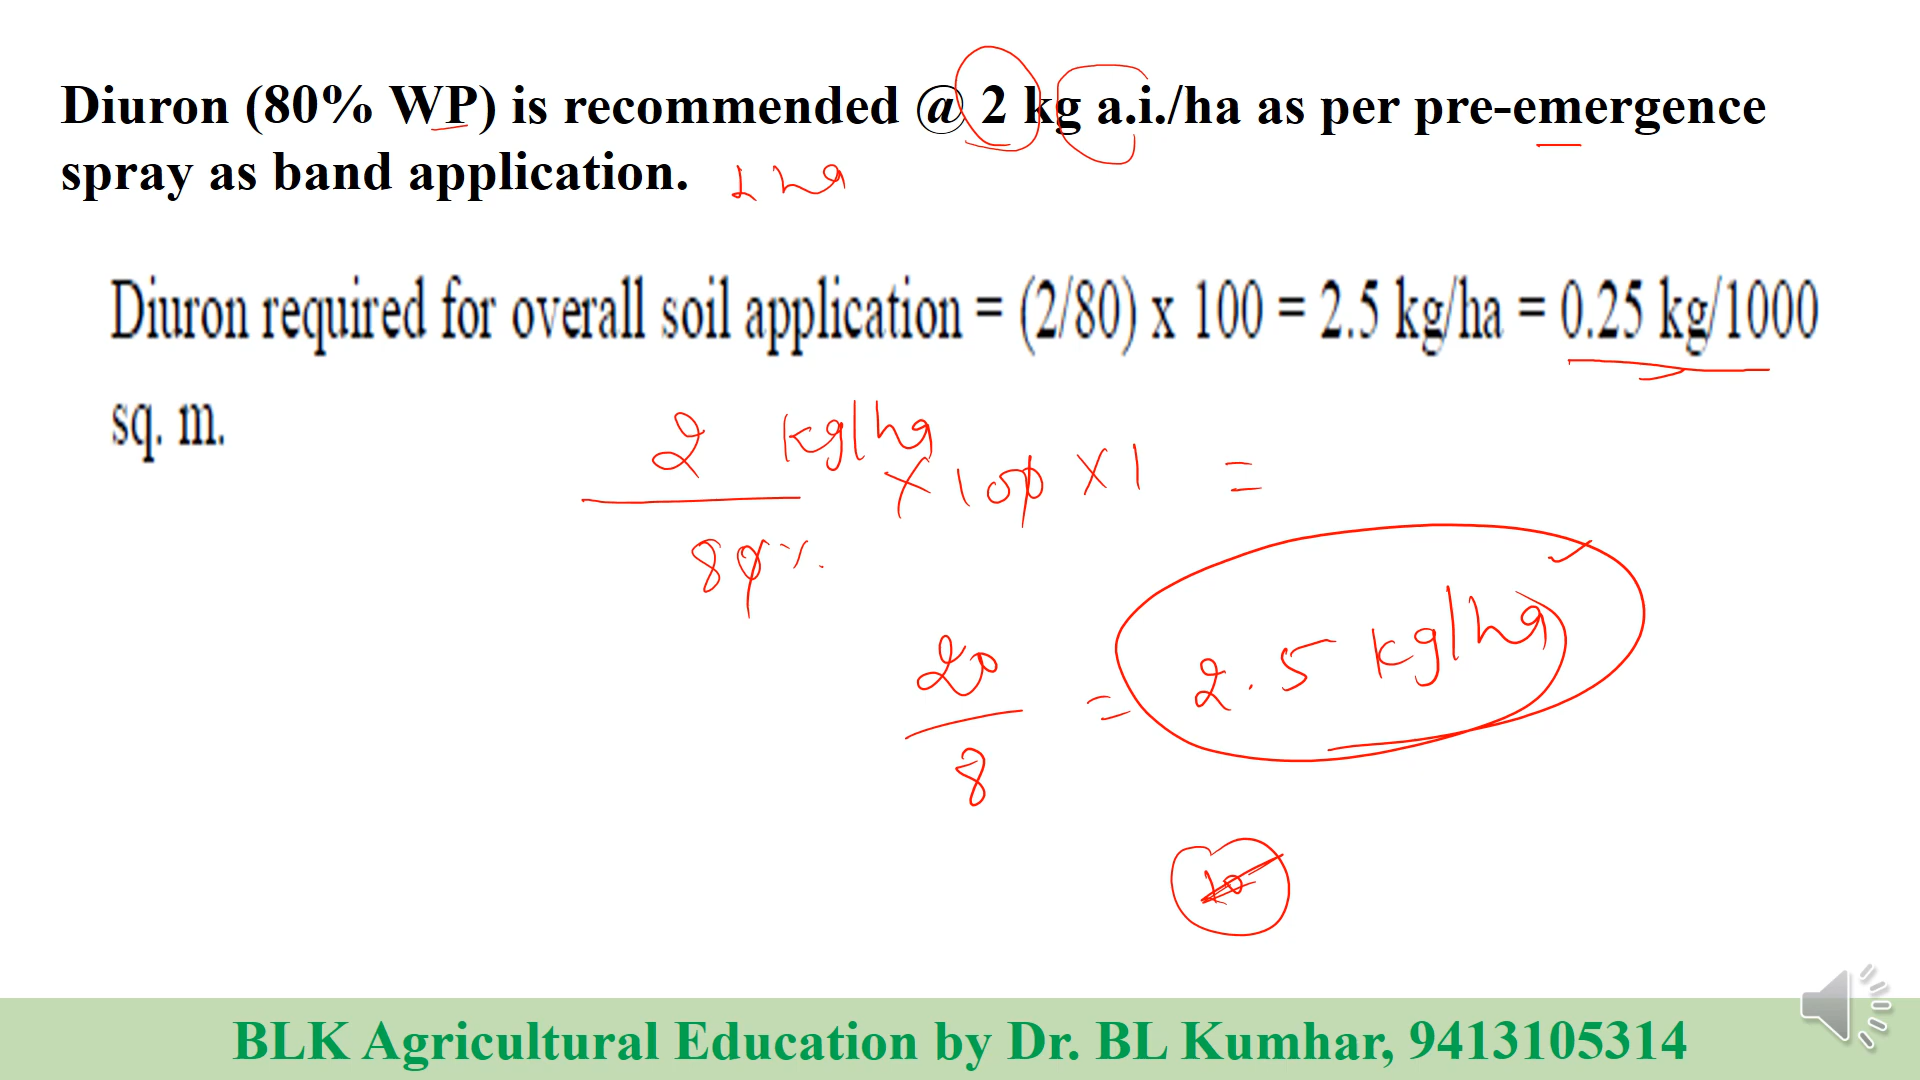 Diuron (80% WP) is recommended @ 2 kg a.i./ha as per pre-emergence
spray as band application. 1 ha
Diuron required for overall soil application = (2/80) x 100 = 2.5 kg/ha = 0.25 kg/1000
sq. m.
2 kg/ha
× 100 × 1 =
80%
20
= 2.5 kg/ha
8
10
BLK Agricultural Education by Dr. BL Kumhar, 9413105314